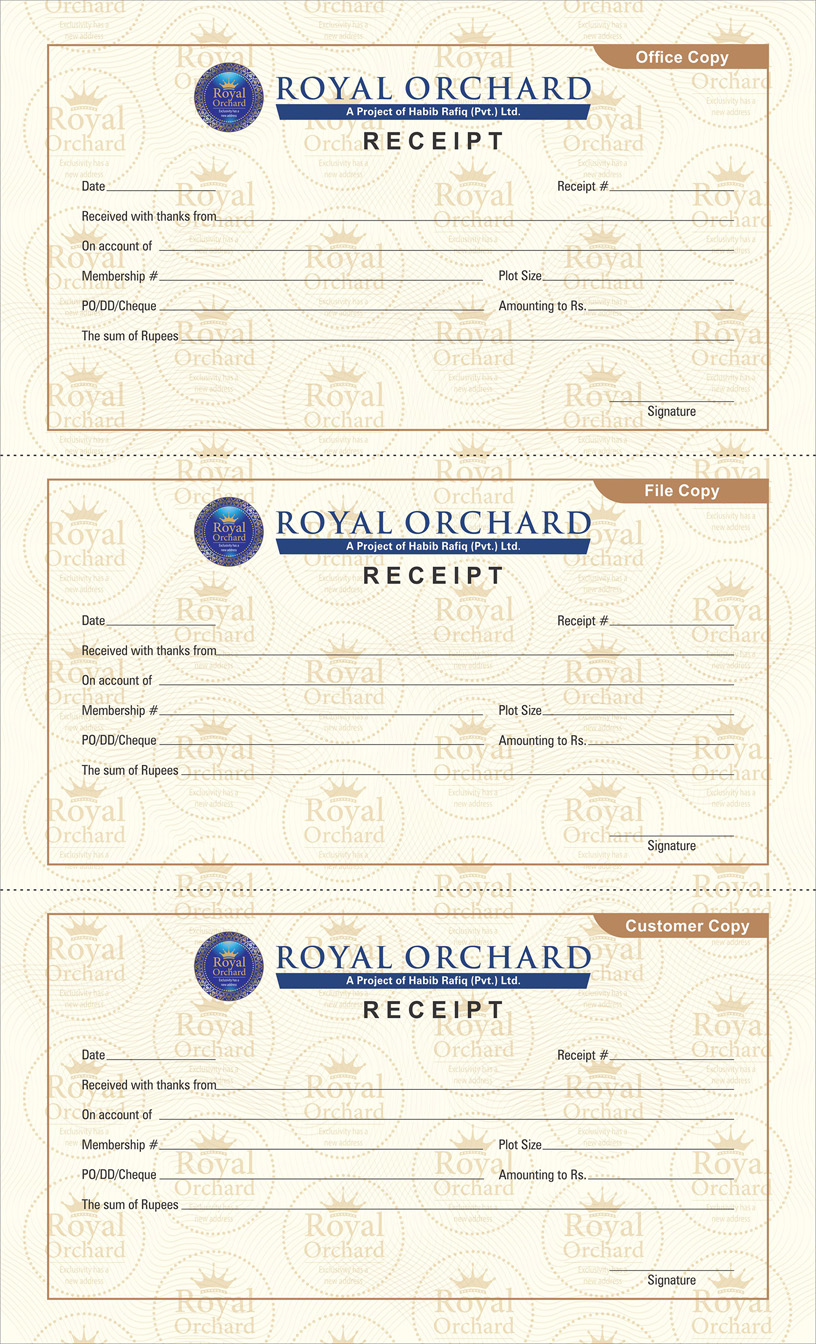 Office Copy
Royal
Orchard
Exclusivity has a
new address
ROYAL ORCHARD
A Project of Habib Rafiq (Pvt.) Ltd.
RECEIPT
Date Receipt #
Received with thanks from
On account of
Membership # Plot Size
PO/DD/Cheque Amounting to Rs.
The sum of Rupees
Signature
File Copy
Royal
Orchard
Exclusivity has a
new address
ROYAL ORCHARD
A Project of Habib Rafiq (Pvt.) Ltd.
RECEIPT
Date Receipt #
Received with thanks from
On account of
Membership # Plot Size
PO/DD/Cheque Amounting to Rs.
The sum of Rupees
Signature
Customer Copy
Royal
Orchard
Exclusivity has a
new address
ROYAL ORCHARD
A Project of Habib Rafiq (Pvt.) Ltd.
RECEIPT
Date Receipt #
Received with thanks from
On account of
Membership # Plot Size
PO/DD/Cheque Amounting to Rs.
The sum of Rupees
Signature